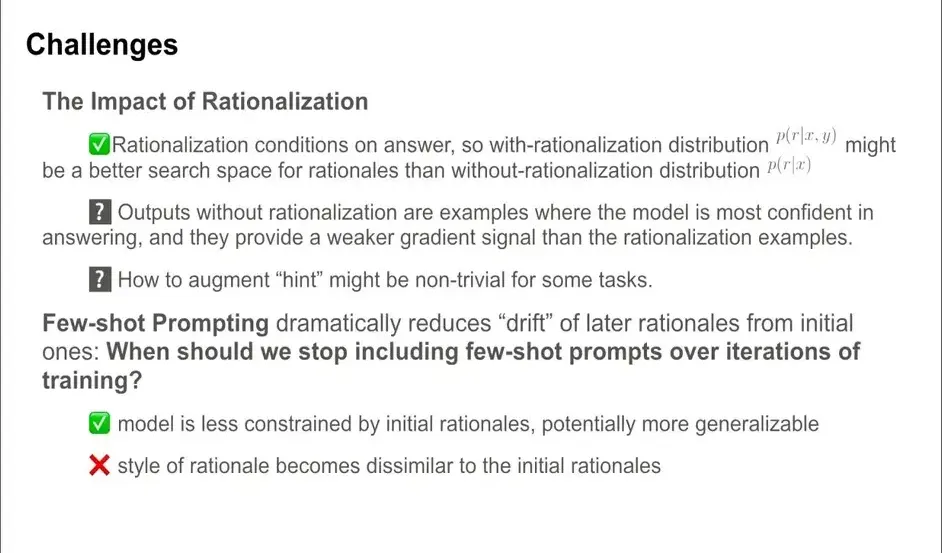 Challenges
The Impact of Rationalization
✅Rationalization conditions on answer, so with-rationalization distribution p(r|x, y) might
be a better search space for rationales than without-rationalization distribution p(r|x)
? Outputs without rationalization are examples where the model is most confident in
answering, and they provide a weaker gradient signal than the rationalization examples.
? How to augment “hint” might be non-trivial for some tasks.
Few-shot Prompting dramatically reduces “drift” of later rationales from initial
ones: When should we stop including few-shot prompts over iterations of
training?
✅ model is less constrained by initial rationales, potentially more generalizable
❌ style of rationale becomes dissimilar to the initial rationales